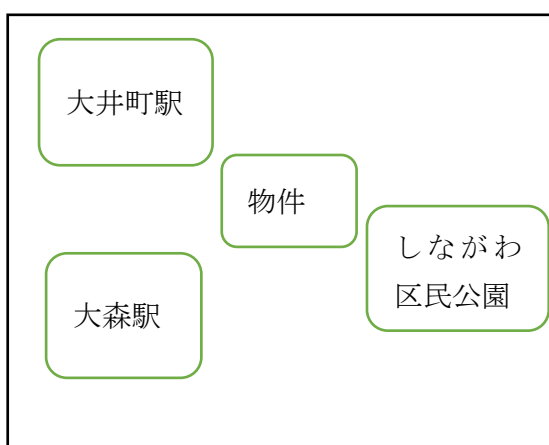 大井町駅
物件
しながわ
区民公園
大森駅